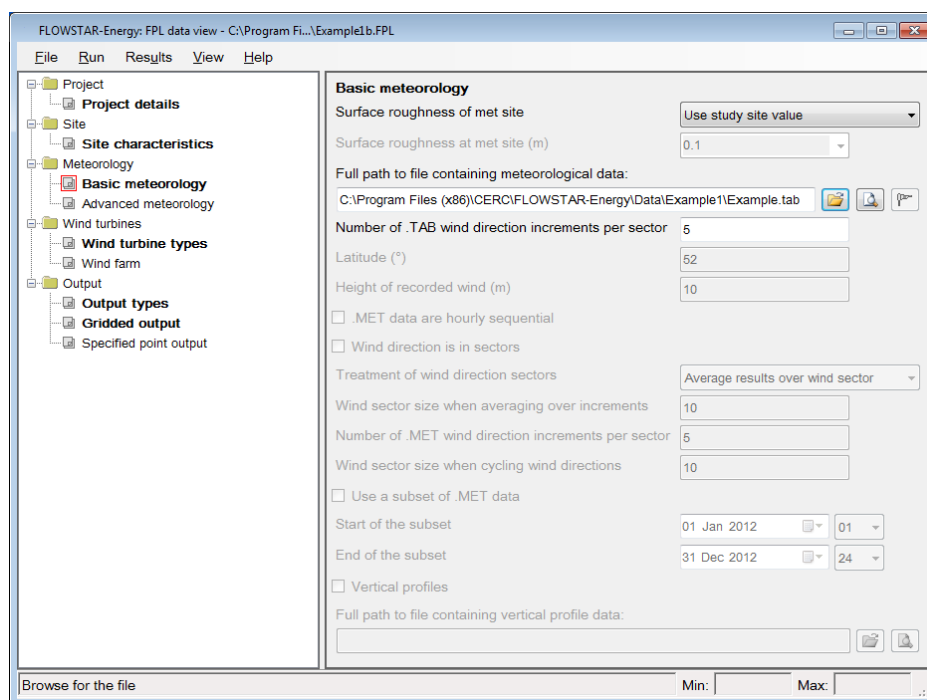 FLOWSTAR-Energy: FPL data view - C:\Program Fi...\Example1b.FPL
File Run Results View Help
Project
Project details
Site
Site characteristics
Meteorology
Basic meteorology
Advanced meteorology
Wind turbines
Wind turbine types
Wind farm
Output
Output types
Gridded output
Specified point output
Basic meteorology
Surface roughness of met site Use study site value
Surface roughness at met site (m) 0.1
Full path to file containing meteorological data:
C:\Program Files (x86)\CERC\FLOWSTAR-Energy\Data\Example1\Example.tab
Number of .TAB wind direction increments per sector 5
Latitude (°) 52
Height of recorded wind (m) 10
.MET data are hourly sequential
Wind direction is in sectors
Treatment of wind direction sectors Average results over wind sector
Wind sector size when averaging over increments 10
Number of .MET wind direction increments per sector 5
Wind sector size when cycling wind directions 10
Use a subset of .MET data
Start of the subset 01 Jan 2012 01
End of the subset 31 Dec 2012 24
Vertical profiles
Full path to file containing vertical profile data:
Browse for the file Min: Max: